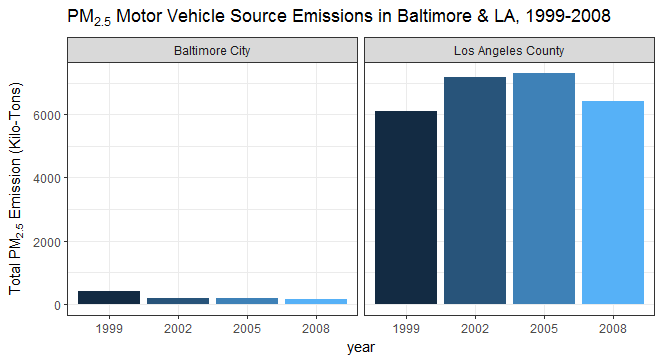 PM2.5 Motor Vehicle Source Emissions in Baltimore & LA, 1999-2008
Baltimore City
Los Angeles County
Total PM2.5 Emission (Kilo-Tons)
6000
4000
2000
0
1999 2002 2005 2008
1999 2002 2005 2008
year